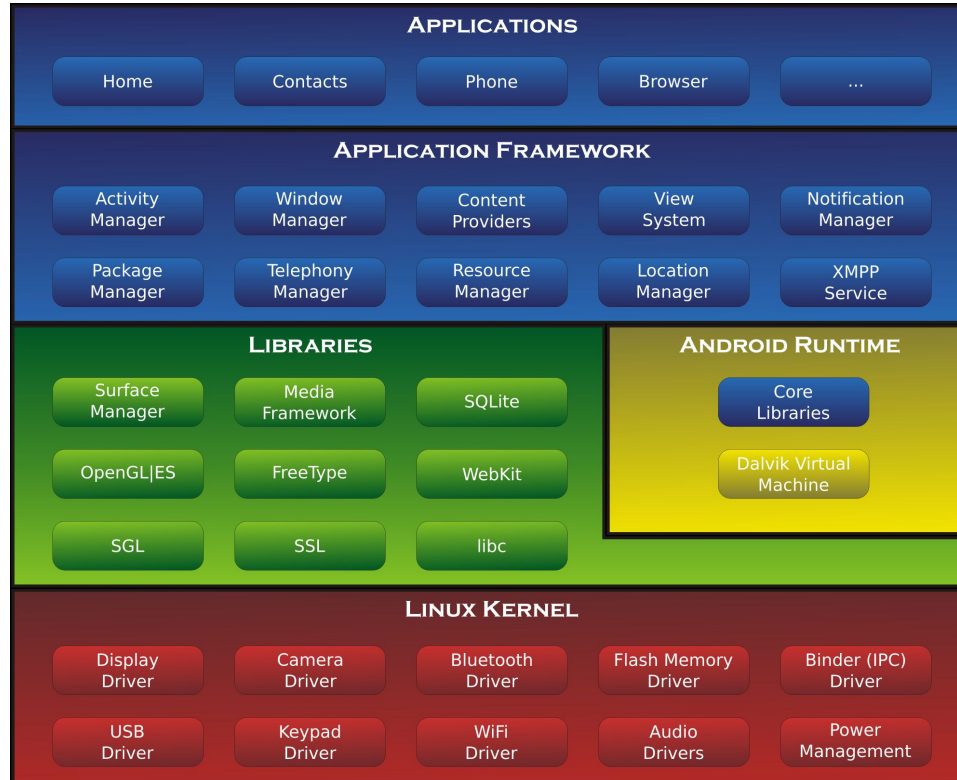 APPLICATIONS
Home
Contacts
Phone
Browser
...
APPLICATION FRAMEWORK
Activity
Manager
Window
Manager
Content
Providers
View
System
Notification
Manager
Package
Manager
Telephony
Manager
Resource
Manager
Location
Manager
XMPP
Service
LIBRARIES
Surface
Manager
Media
Framework
SQLite
OpenGL|ES
FreeType
WebKit
SGL
SSL
libc
ANDROID RUNTIME
Core
Libraries
Dalvik Virtual
Machine
LINUX KERNEL
Display
Driver
Camera
Driver
Bluetooth
Driver
Flash Memory
Driver
Binder (IPC)
Driver
USB
Driver
Keypad
Driver
WiFi
Driver
Audio
Drivers
Power
Management